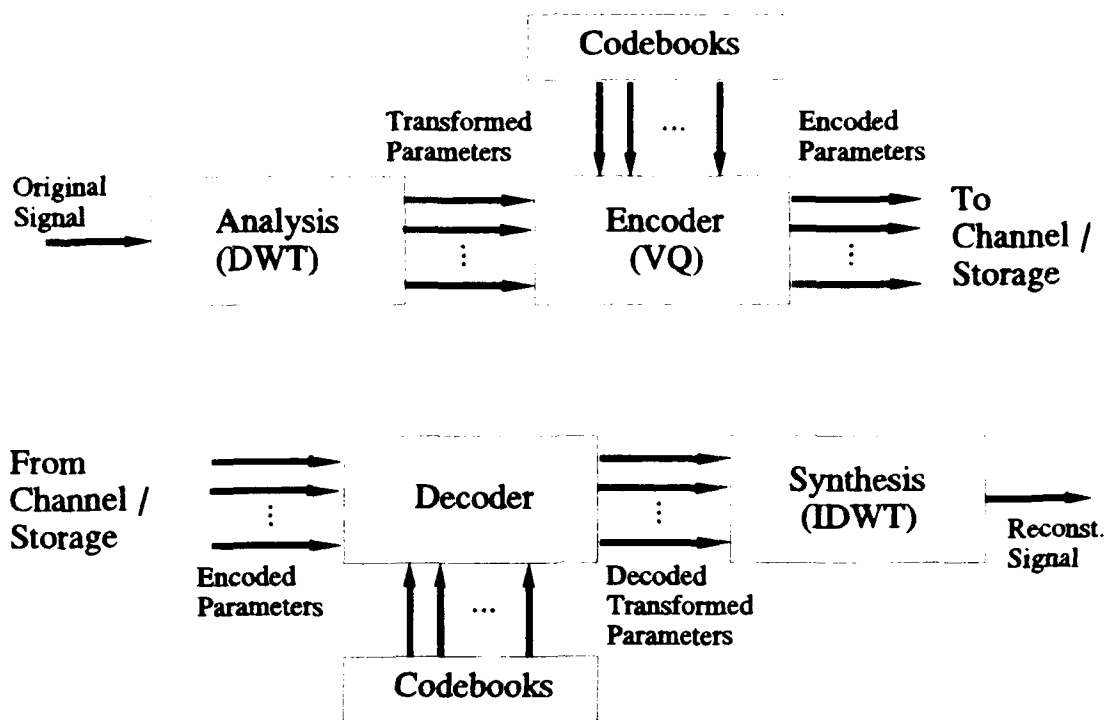 Codebooks
Transformed
Parameters
...
Encoded
Parameters
Original
Signal
Analysis
(DWT)
...
Encoder
(VQ)
...
To
Channel /
Storage
From
Channel /
Storage
...
Encoded
Parameters
Decoder
...
Decoded
Transformed
Parameters
Synthesis
(IDWT)
Reconst.
Signal
...
Codebooks